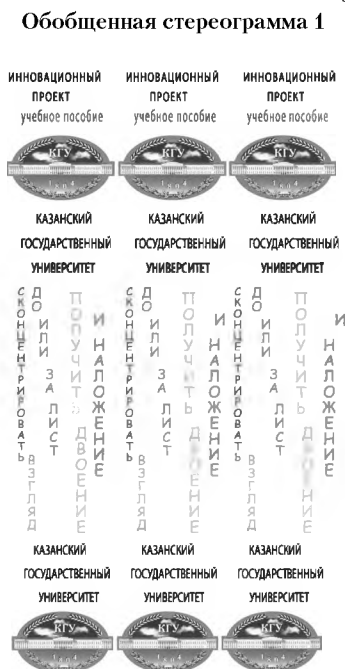 Обобщенная стереограмма 1
ИННОВАЦИОННЫЙ ИННОВАЦИОННЫЙ ИННОВАЦИОННЫЙ
ПРОЕКТ ПРОЕКТ ПРОЕКТ
учебное пособие учебное пособие учебное пособие
КГУ КГУ КГУ
1804 1804 1804
КАЗАНСКИЙ КАЗАНСКИЙ КАЗАНСКИЙ
ГОСУДАРСТВЕННЫЙ ГОСУДАРСТВЕННЫЙ ГОСУДАРСТВЕННЫЙ
УНИВЕРСИТЕТ УНИВЕРСИТЕТ УНИВЕРСИТЕТ
СКОНЦЕНТРИРОВАТЬ
ВЗГЛЯД
ДО
ИЛИ
ЗА
ЛИСТ
ПОЛУЧИТЬ
ДВОЕНИЕ
И
НАЛОЖЕНИЕ
СКОНЦЕНТРИРОВАТЬ
ВЗГЛЯД
ДО
ИЛИ
ЗА
ЛИСТ
ПОЛУЧИТЬ
ДВОЕНИЕ
И
НАЛОЖЕНИЕ
СКОНЦЕНТРИРОВАТЬ
ВЗГЛЯД
ДО
ИЛИ
ЗА
ЛИСТ
ПОЛУЧИТЬ
ДВОЕНИЕ
И
НАЛОЖЕНИЕ
КАЗАНСКИЙ КАЗАНСКИЙ КАЗАНСКИЙ
ГОСУДАРСТВЕННЫЙ ГОСУДАРСТВЕННЫЙ ГОСУДАРСТВЕННЫЙ
УНИВЕРСИТЕТ УНИВЕРСИТЕТ УНИВЕРСИТЕТ
КГУ КГУ КГУ